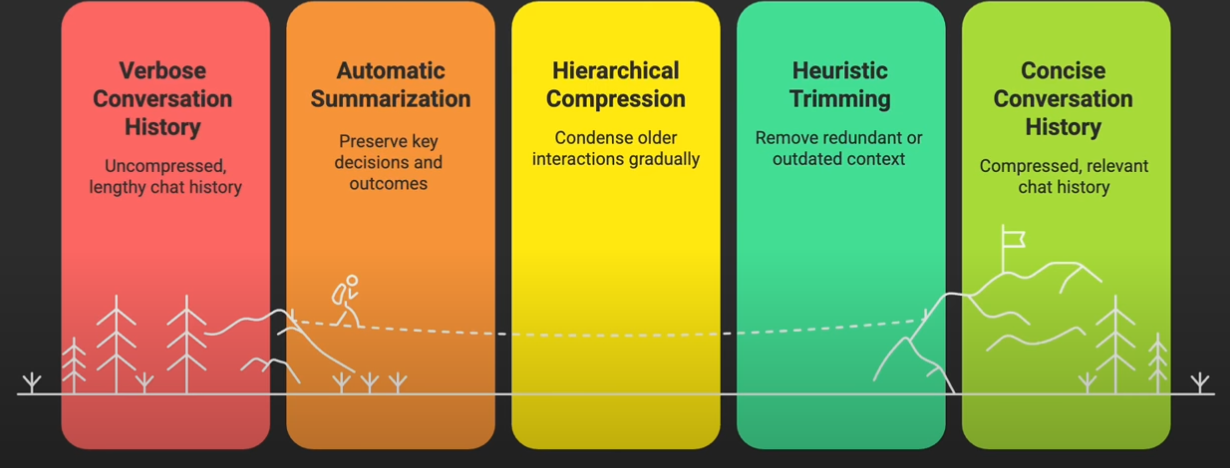 Verbose
Conversation
History
Uncompressed,
lengthy chat history
Automatic
Summarization
Preserve key
decisions and
outcomes
Hierarchical
Compression
Condense older
interactions gradually
Heuristic
Trimming
Remove redundant or
outdated context
Concise
Conversation
History
Compressed, relevant
chat history